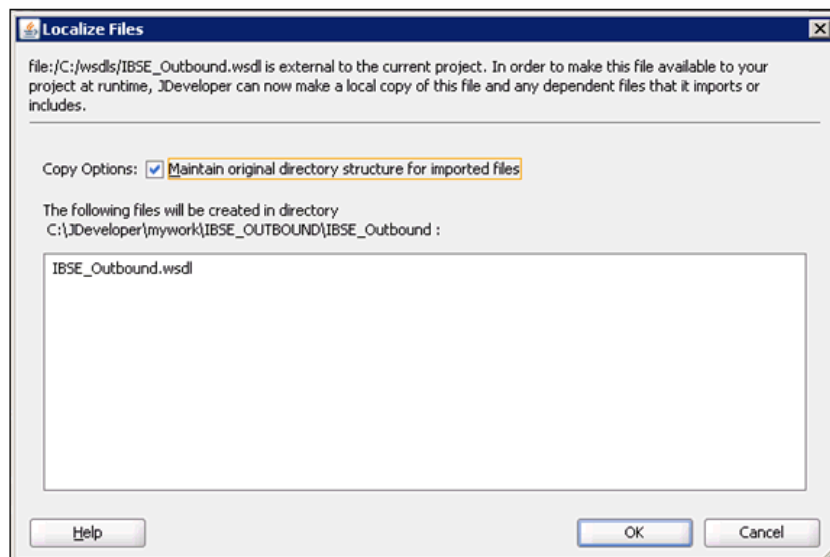 Localize Files
file:/C:/wsdls/IBSE_Outbound.wsdl is external to the current project. In order to make this file available to your
project at runtime, JDeveloper can now make a local copy of this file and any dependent files that it imports or
includes.
Copy Options: Maintain original directory structure for imported files
The following files will be created in directory
C:\JDeveloper\mywork\IBSE_OUTBOUND\IBSE_Outbound :
IBSE_Outbound.wsdl
Help OK Cancel